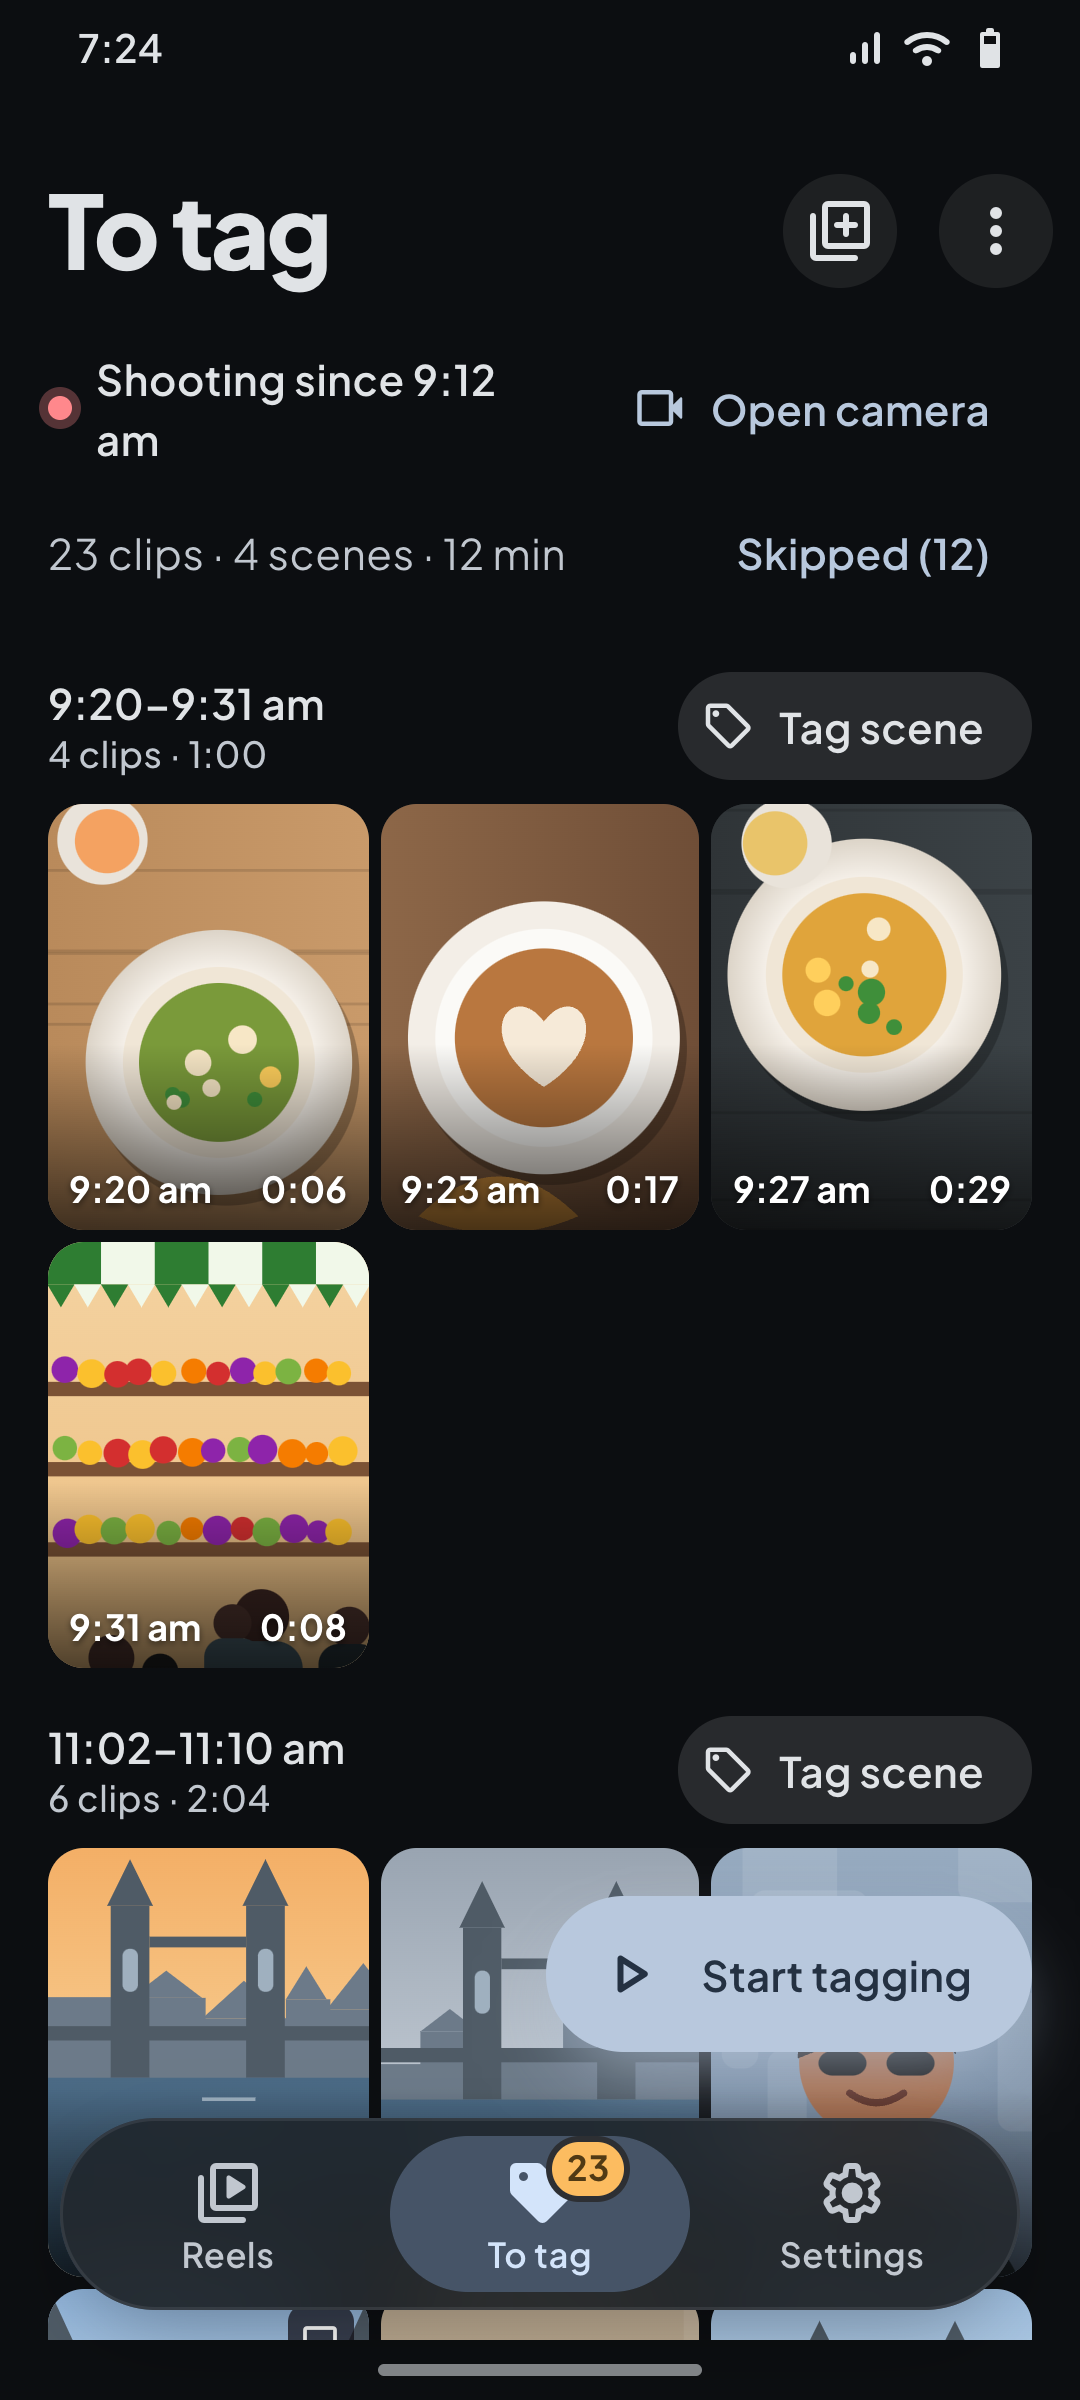 7:24
To tag
Shooting since 9:12
am
Open camera
23 clips · 4 scenes · 12 min
Skipped (12)
9:20–9:31 am
4 clips · 1:00
Tag scene
9:20 am 0:06
9:23 am 0:17
9:27 am 0:29
9:31 am 0:08
11:02–11:10 am
6 clips · 2:04
Tag scene
Start tagging
23
Reels
To tag
Settings